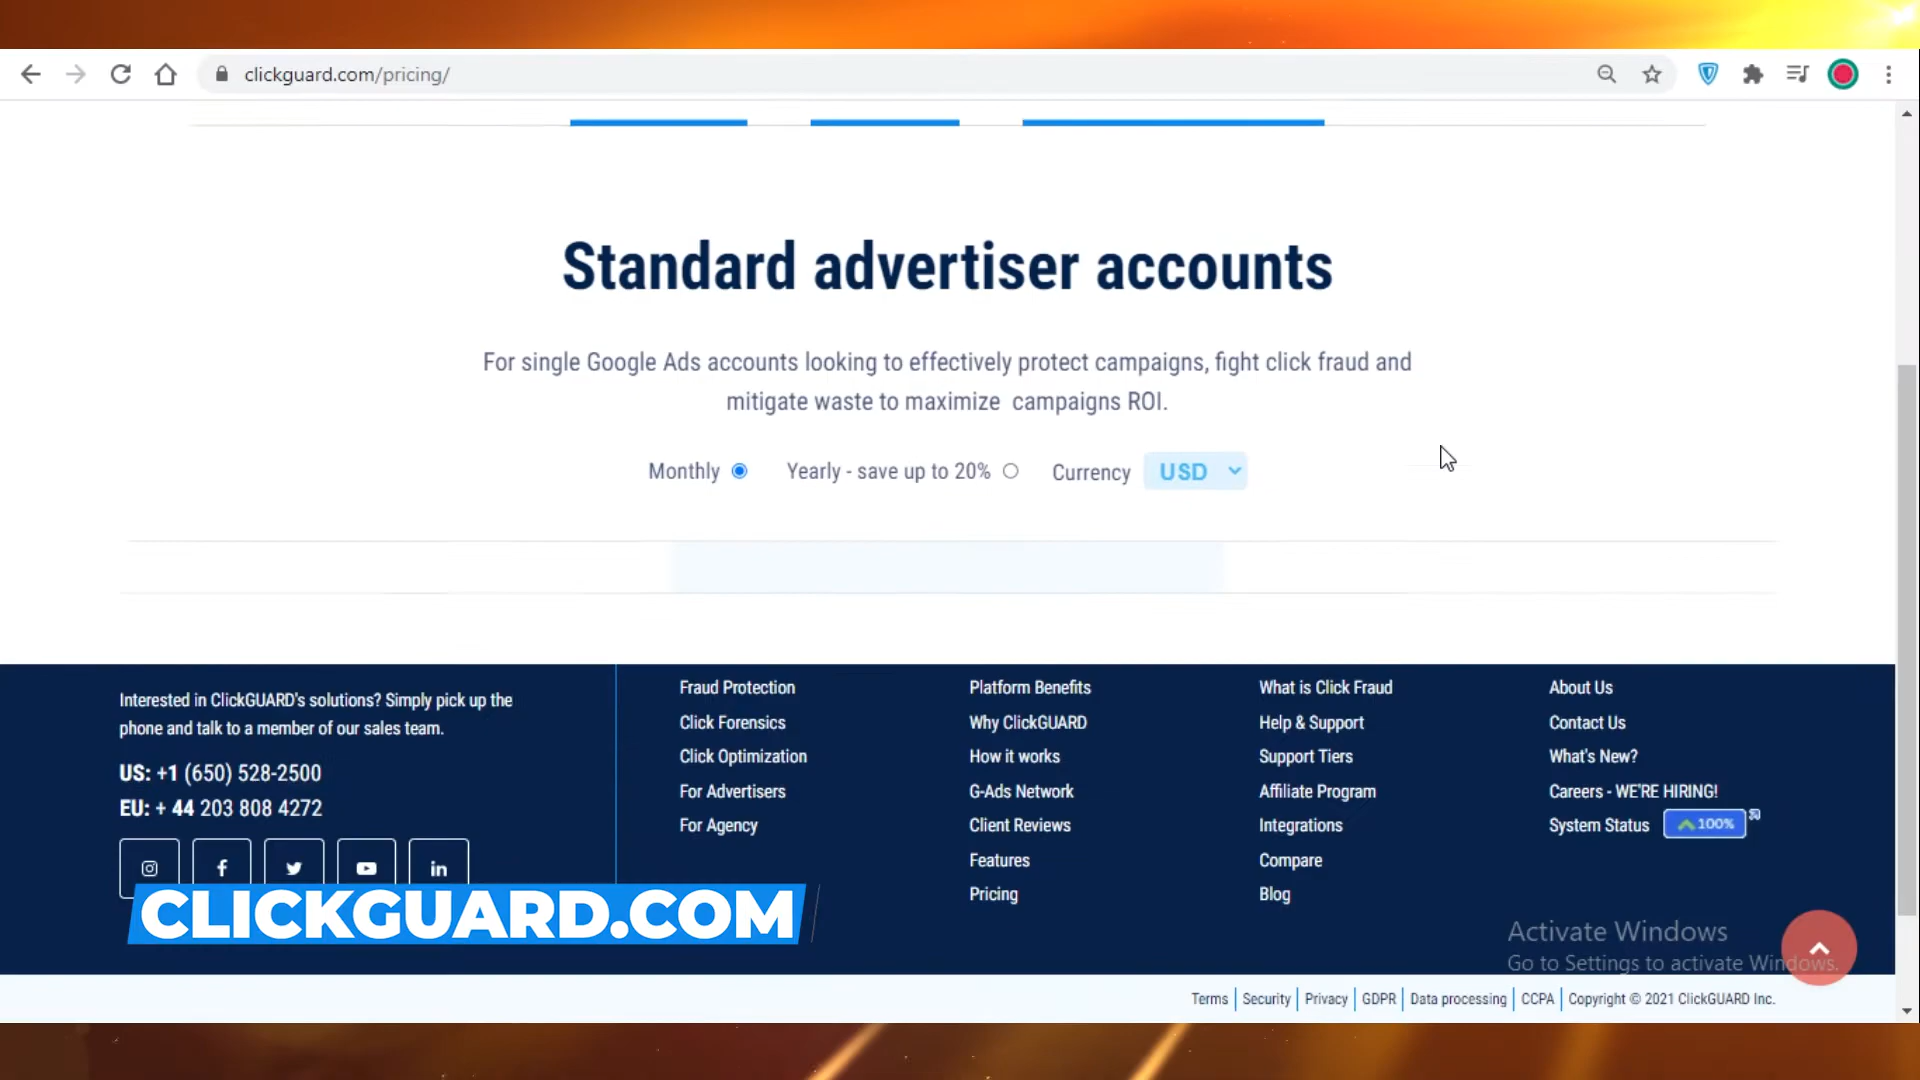 clickguard.com/pricing/
Standard advertiser accounts
For single Google Ads accounts looking to effectively protect campaigns, fight click fraud and
mitigate waste to maximize campaigns ROI.
Monthly
Yearly - save up to 20%
Currency
USD
Interested in ClickGUARD's solutions? Simply pick up the
phone and talk to a member of our sales team.
US: +1 (650) 528-2500
EU: + 44 203 808 4272
CLICKGUARD.COM
Fraud Protection
Click Forensics
Click Optimization
For Advertisers
For Agency
Platform Benefits
Why ClickGUARD
How it works
G-Ads Network
Client Reviews
Features
Pricing
What is Click Fraud
Help & Support
Support Tiers
Affiliate Program
Integrations
Compare
Blog
About Us
Contact Us
What's New?
Careers - WE'RE HIRING!
System Status 100%
Activate Windows
Go to Settings to activate Windows.
Terms | Security | Privacy | GDPR | Data processing | CCPA | Copyright © 2021 ClickGUARD Inc.